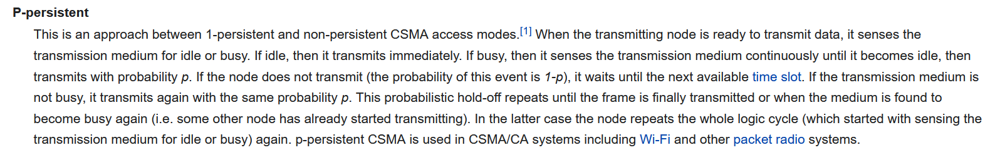 P-persistent
This is an approach between 1-persistent and non-persistent CSMA access modes.[1] When the transmitting node is ready to transmit data, it senses the
transmission medium for idle or busy. If idle, then it transmits immediately. If busy, then it senses the transmission medium continuously until it becomes idle, then
transmits with probability p. If the node does not transmit (the probability of this event is 1-p), it waits until the next available time slot. If the transmission medium is
not busy, it transmits again with the same probability p. This probabilistic hold-off repeats until the frame is finally transmitted or when the medium is found to
become busy again (i.e. some other node has already started transmitting). In the latter case the node repeats the whole logic cycle (which started with sensing the
transmission medium for idle or busy) again. p-persistent CSMA is used in CSMA/CA systems including Wi-Fi and other packet radio systems.